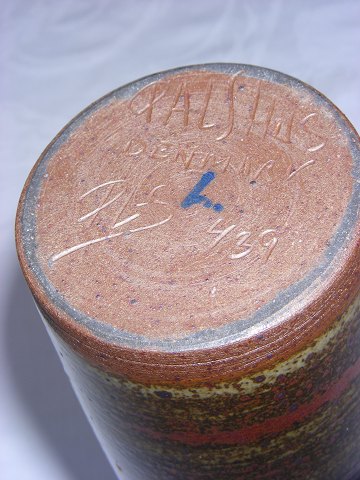 PALSHUS
DENMARK
PLS L.
439